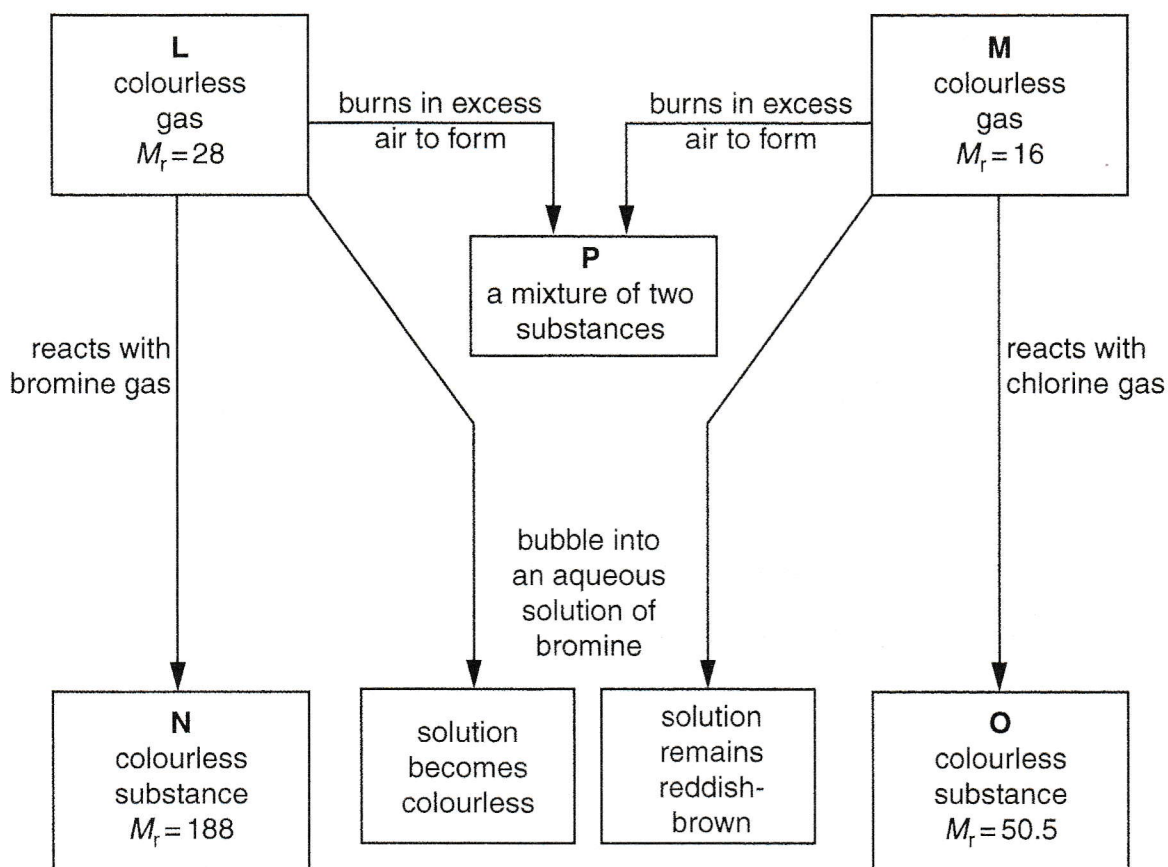 L
colourless
gas
Mr = 28
burns in excess
air to form
burns in excess
air to form
M
colourless
gas
Mr = 16
P
a mixture of two
substances
reacts with
bromine gas
reacts with
chlorine gas
bubble into
an aqueous
solution of
bromine
N
colourless
substance
Mr = 188
solution
becomes
colourless
solution
remains
reddish-
brown
O
colourless
substance
Mr = 50.5